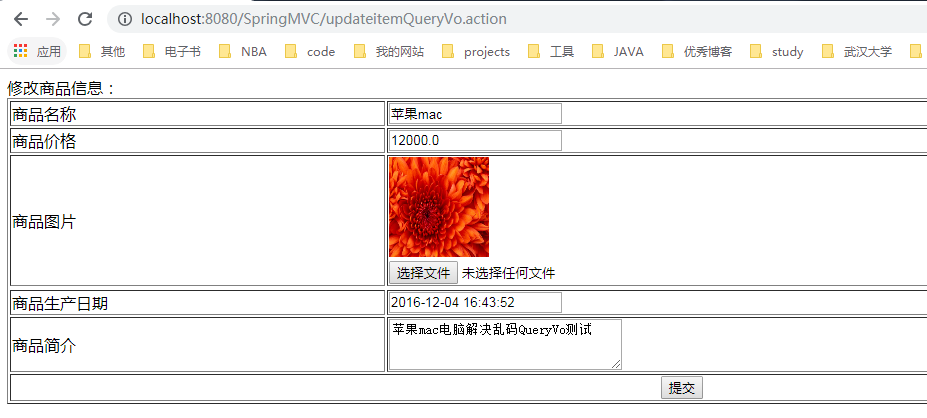 localhost:8080/SpringMVC/updateitemQueryVo.action
应用 其他 电子书 NBA code 我的网站 projects 工具 JAVA 优秀博客 study 武汉大学
修改商品信息：
商品名称 苹果mac
商品价格 12000.0
商品图片
选择文件 未选择任何文件
商品生产日期 2016-12-04 16:43:52
商品简介 苹果mac电脑解决乱码QueryVo测试
提交